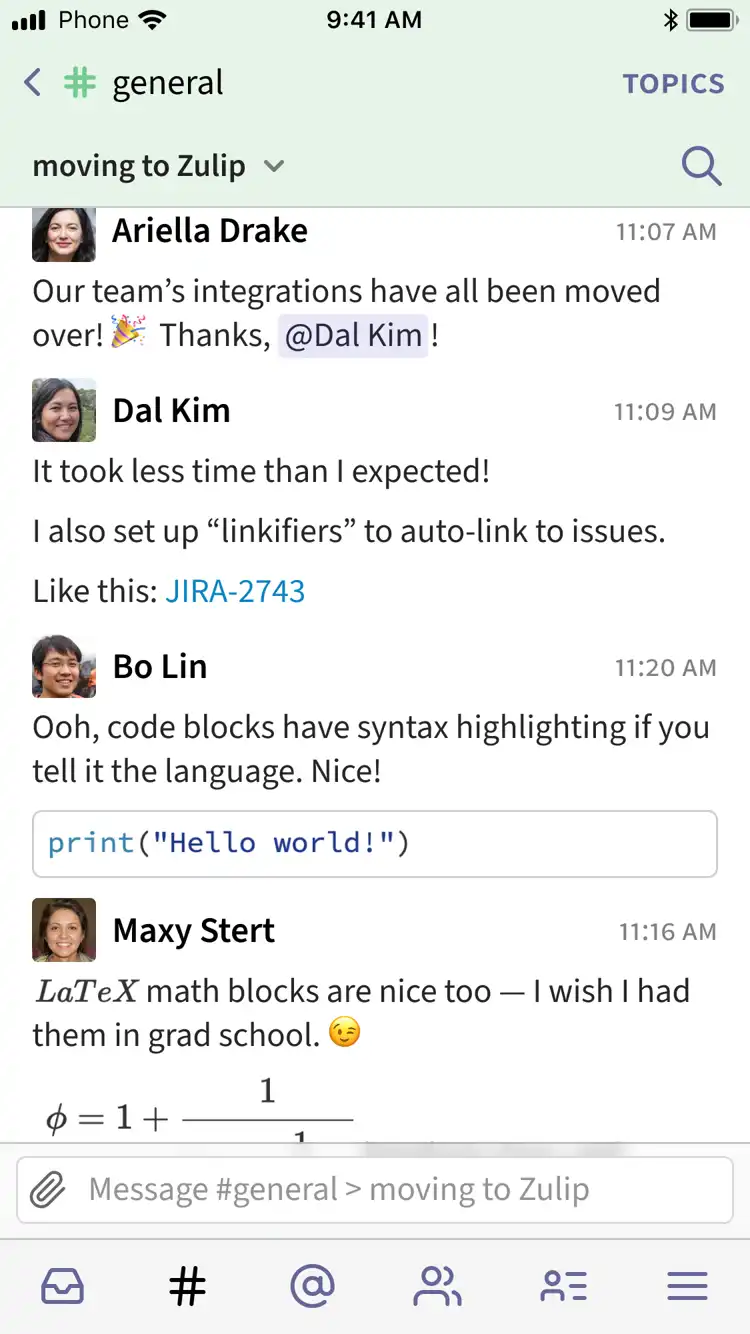 Phone 9:41 AM
# general TOPICS
moving to Zulip
Ariella Drake 11:07 AM
Our team’s integrations have all been moved
over! 🎉 Thanks, @Dal Kim !
Dal Kim 11:09 AM
It took less time than I expected!
I also set up “linkifiers” to auto-link to issues.
Like this: JIRA-2743
Bo Lin 11:20 AM
Ooh, code blocks have syntax highlighting if you
tell it the language. Nice!
print("Hello world!")
Maxy Stert 11:16 AM
LaTeX math blocks are nice too — I wish I had
them in grad school. 😉
1
ϕ = 1 +
1
Message #general > moving to Zulip